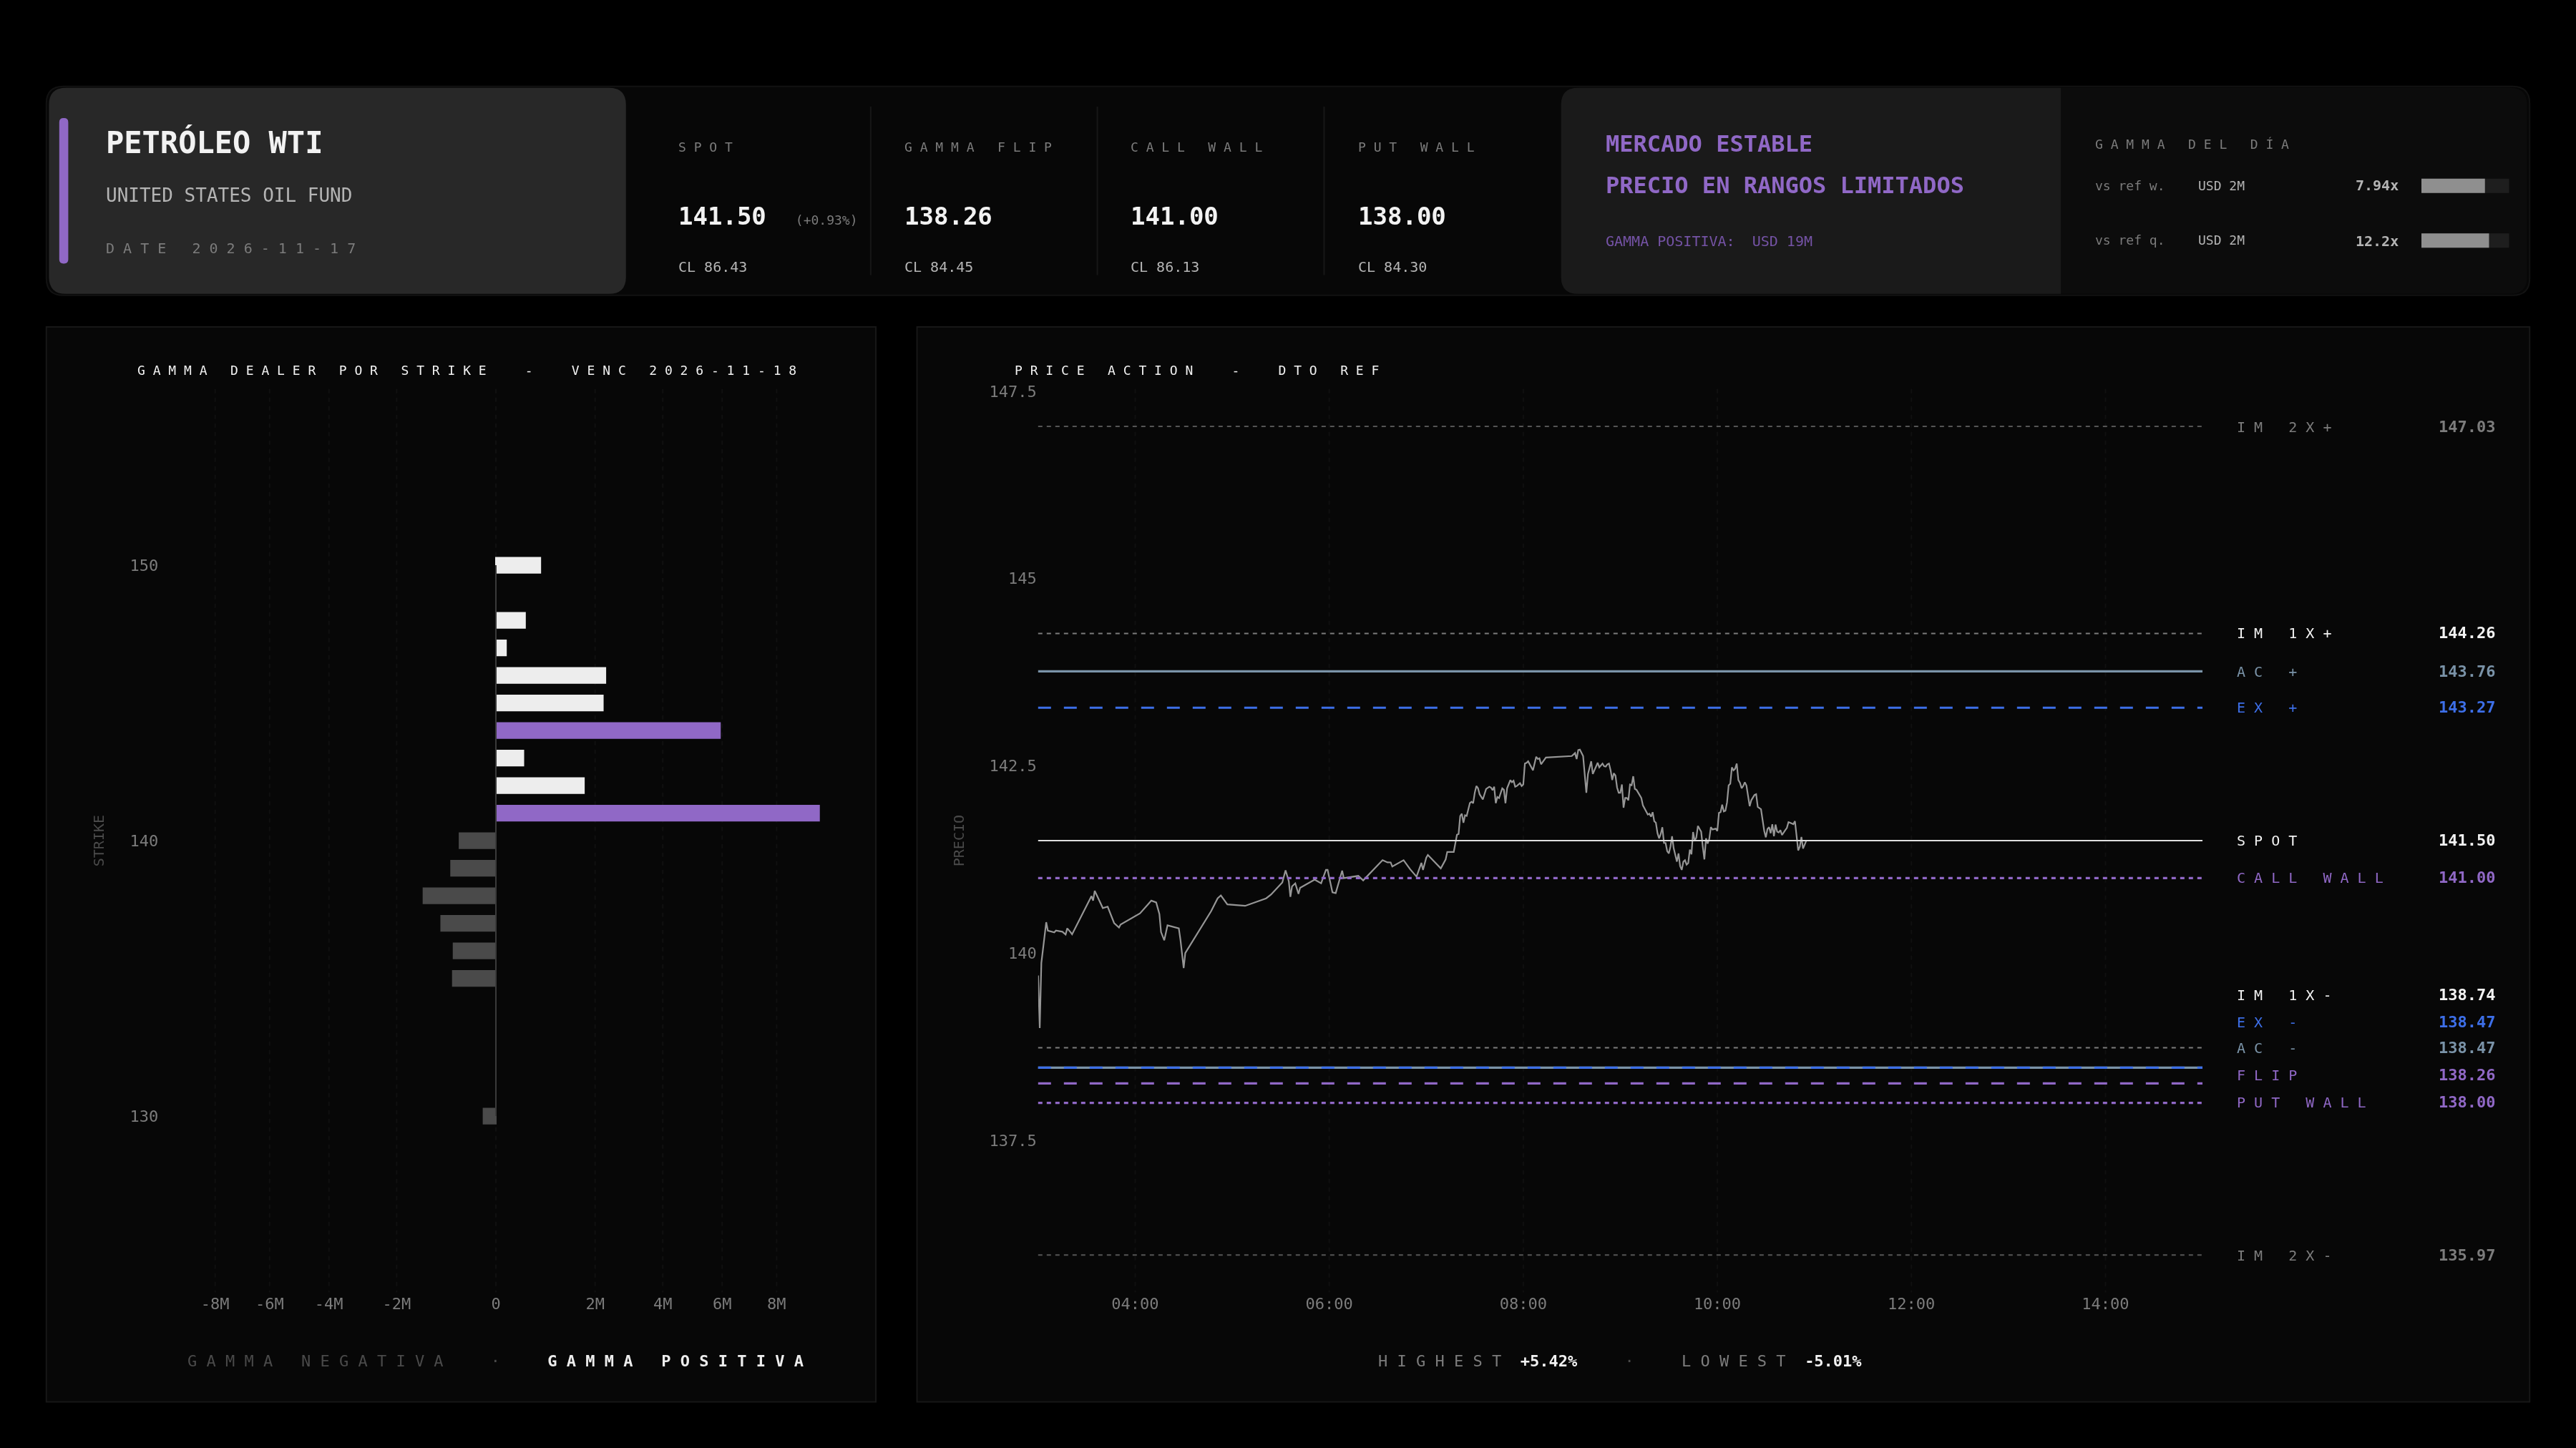 PETRÓLEO WTI
UNITED STATES OIL FUND
DATE 2026-11-17
SPOT
141.50 (+0.93%)
CL 86.43
GAMMA FLIP
138.26
CL 84.45
CALL WALL
141.00
CL 86.13
PUT WALL
138.00
CL 84.30
MERCADO ESTABLE
PRECIO EN RANGOS LIMITADOS
GAMMA POSITIVA: USD 19M
GAMMA DEL DÍA
vs ref w. USD 2M 7.94x
vs ref q. USD 2M 12.2x
GAMMA DEALER POR STRIKE - VENC 2026-11-18
STRIKE
150
140
130
-8M -6M -4M -2M 0 2M 4M 6M 8M
GAMMA NEGATIVA · GAMMA POSITIVA
PRICE ACTION - DTO REF
PRECIO
147.5
145
142.5
140
137.5
IM 2X+ 147.03
IM 1X+ 144.26
AC + 143.76
EX + 143.27
SPOT 141.50
CALL WALL 141.00
IM 1X- 138.74
EX - 138.47
AC - 138.47
FLIP 138.26
PUT WALL 138.00
IM 2X- 135.97
04:00 06:00 08:00 10:00 12:00 14:00
HIGHEST +5.42% · LOWEST -5.01%